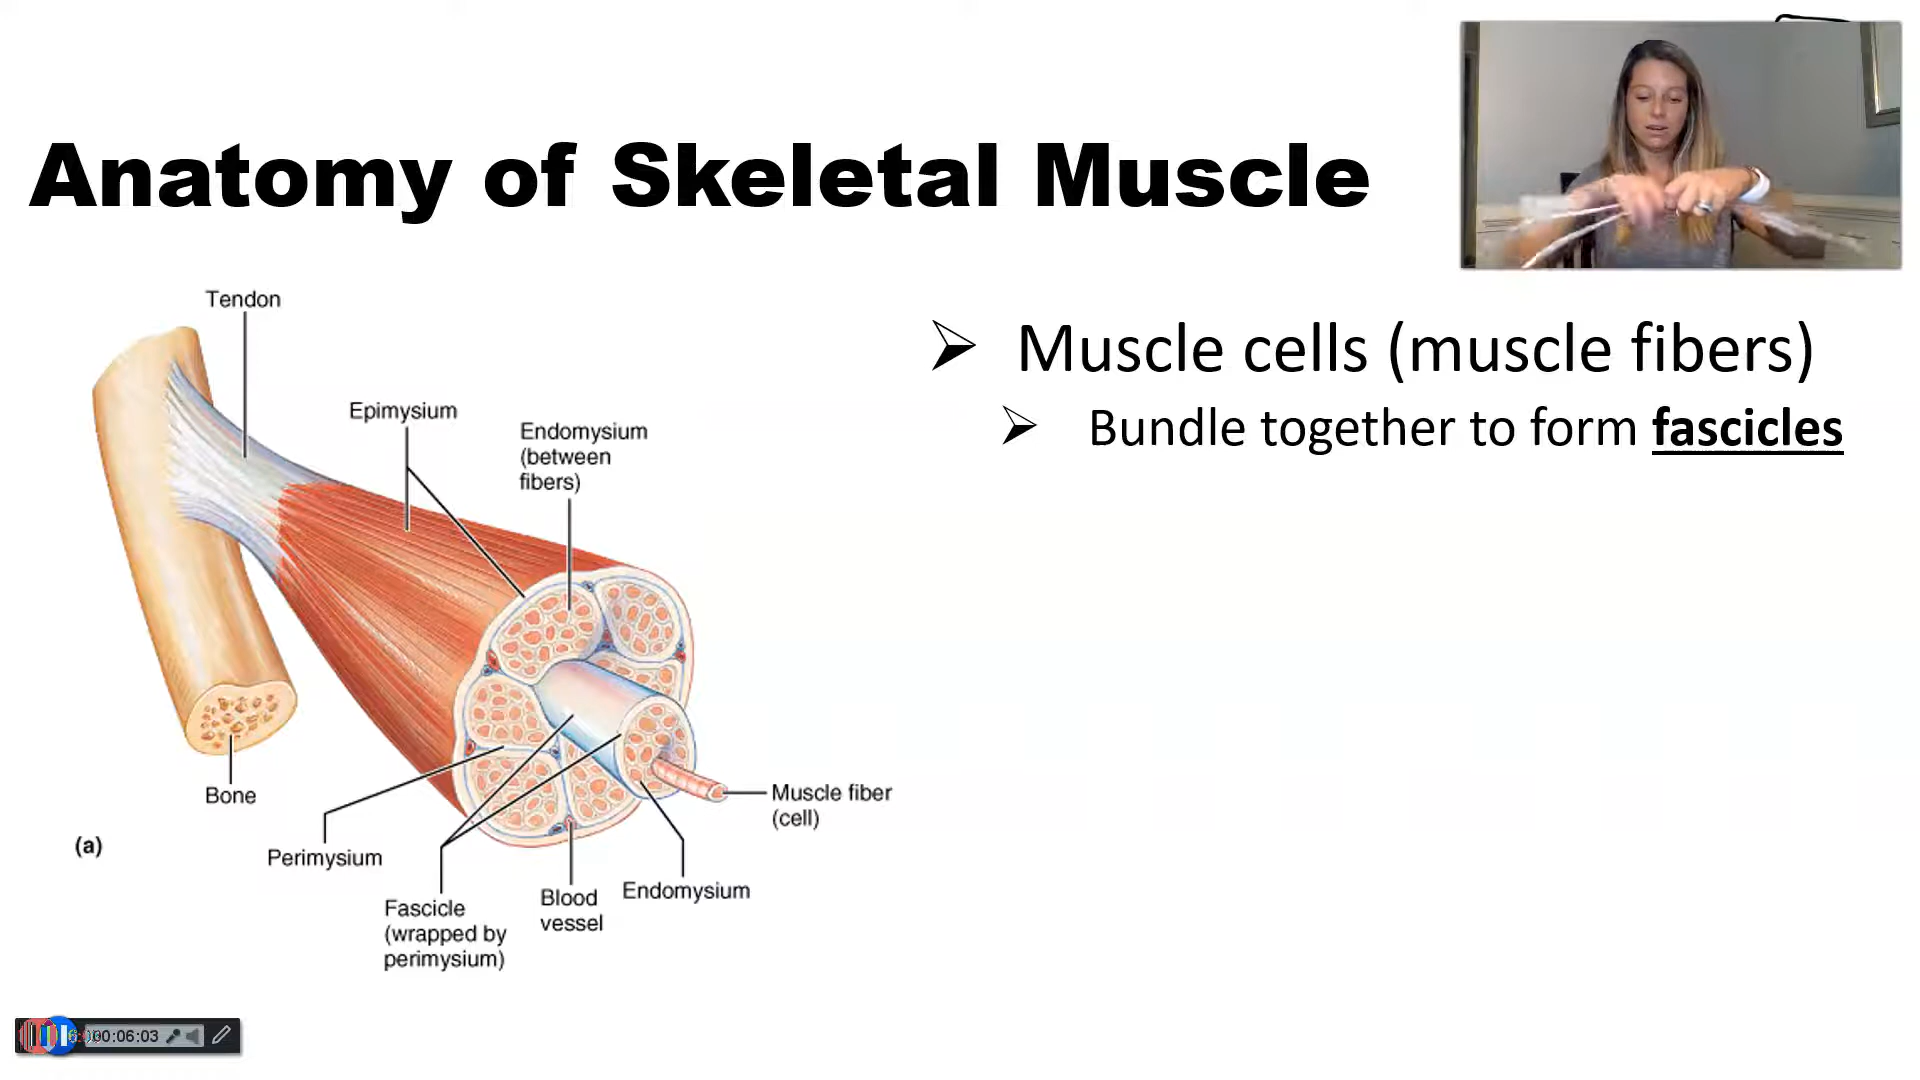 Anatomy of Skeletal Muscle
Tendon
Epimysium
Endomysium
(between
fibers)
➢ Muscle cells (muscle fibers)
➢ Bundle together to form fascicles
Bone
Muscle fiber
(cell)
(a)
Perimysium
Fascicle
(wrapped by
perimysium)
Blood
vessel
Endomysium
00:06:03